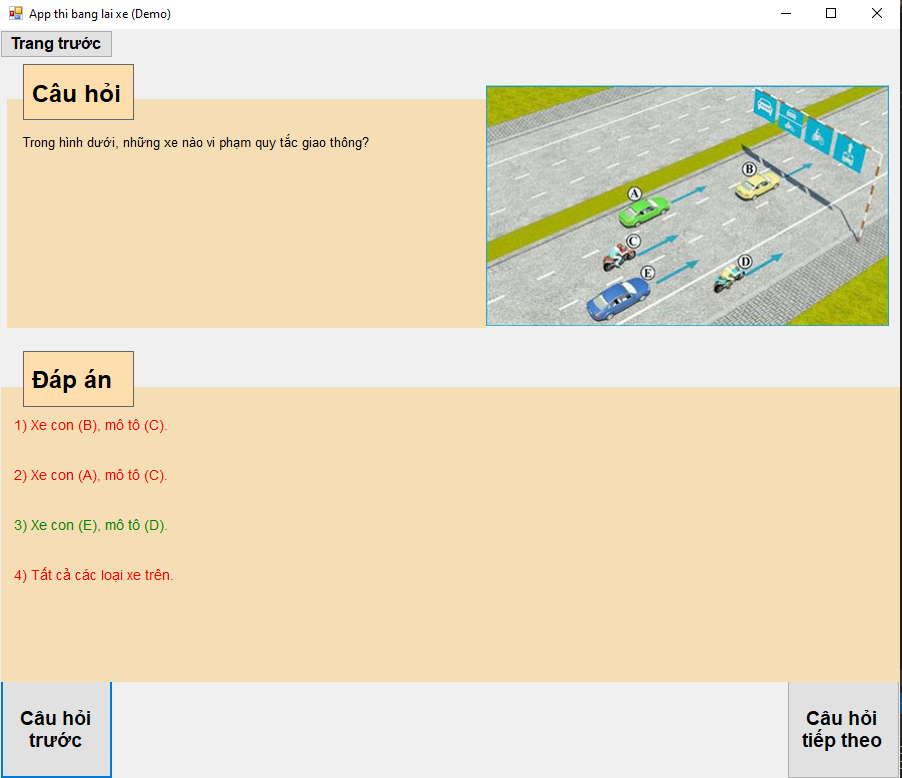 App thi bang lai xe (Demo)
Trang trước
Câu hỏi
Trong hình dưới, những xe nào vi phạm quy tắc giao thông?
A
B
C
E
D
Đáp án
1) Xe con (B), mô tô (C).
2) Xe con (A), mô tô (C).
3) Xe con (E), mô tô (D).
4) Tất cả các loại xe trên.
Câu hỏi
trước
Câu hỏi
tiếp theo